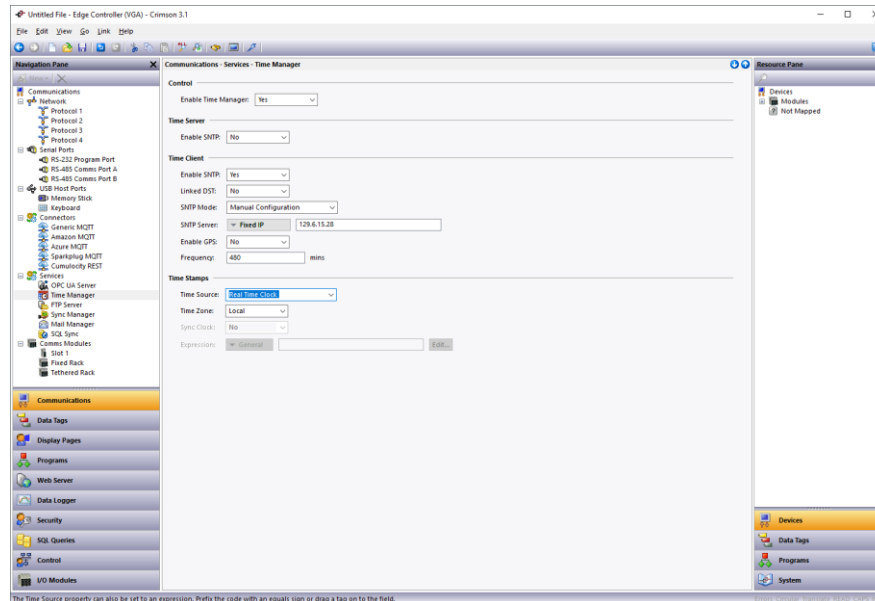 Untitled File - Edge Controller (VGA) - Crimson 3.1
File Edit View Go Link Help
Navigation Pane
New
Communications
Network
Protocol 1
Protocol 2
Protocol 3
Protocol 4
Serial Ports
RS-232 Program Port
RS-485 Comms Port A
RS-485 Comms Port B
USB Host Ports
Memory Stick
Keyboard
Connectors
Generic MQTT
Amazon MQTT
Azure MQTT
Sparkplug MQTT
Cumulocity REST
Services
OPC UA Server
Time Manager
FTP Server
Sync Manager
Mail Manager
SQL Sync
Comms Modules
Slot 1
Fixed Rack
Tethered Rack
Communications
Data Tags
Display Pages
Programs
Web Server
Data Logger
Security
SQL Queries
Control
I/O Modules
Communications - Services - Time Manager
Control
Enable Time Manager: Yes
Time Server
Enable SNTP: No
Time Client
Enable SNTP: Yes
Linked DST: No
SNTP Mode: Manual Configuration
SNTP Server: Fixed IP 129.6.15.28
Enable GPS: No
Frequency: 480 mins
Time Stamps
Time Source: Real Time Clock
Time Zone: Local
Sync Clock: No
Expression: General Edit...
Resource Pane
Devices
Modules
Not Mapped
Devices
Data Tags
Programs
System
The Time Source property can also be set to an expression. Prefix the code with an equals sign or drag a tag on to the field.